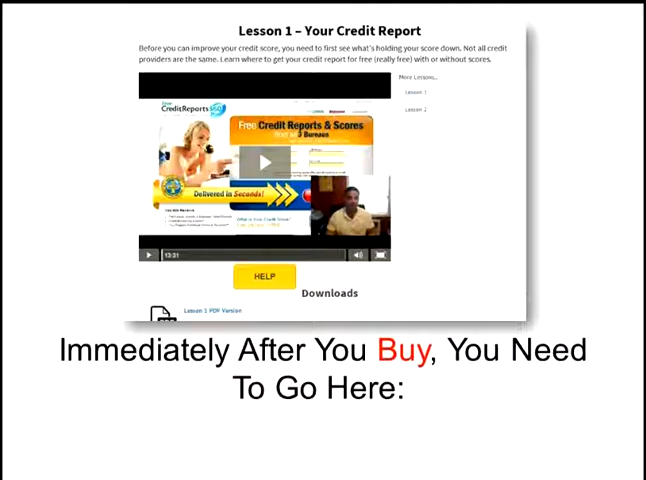 Lesson 1 – Your Credit Report
Before you can improve your credit score, you need to first see what's holding your score down. Not all credit
providers are the same. Learn where to get your credit report for free (really free) with or without scores.
More Lessons...
Lesson 1
Lesson 2
Free
CreditReports360
Free Credit Reports & Scores
3 Bureaus
Delivered in Seconds!
13:31
HELP
Downloads
Lesson 1 PDF Version
Immediately After You Buy, You Need
To Go Here: